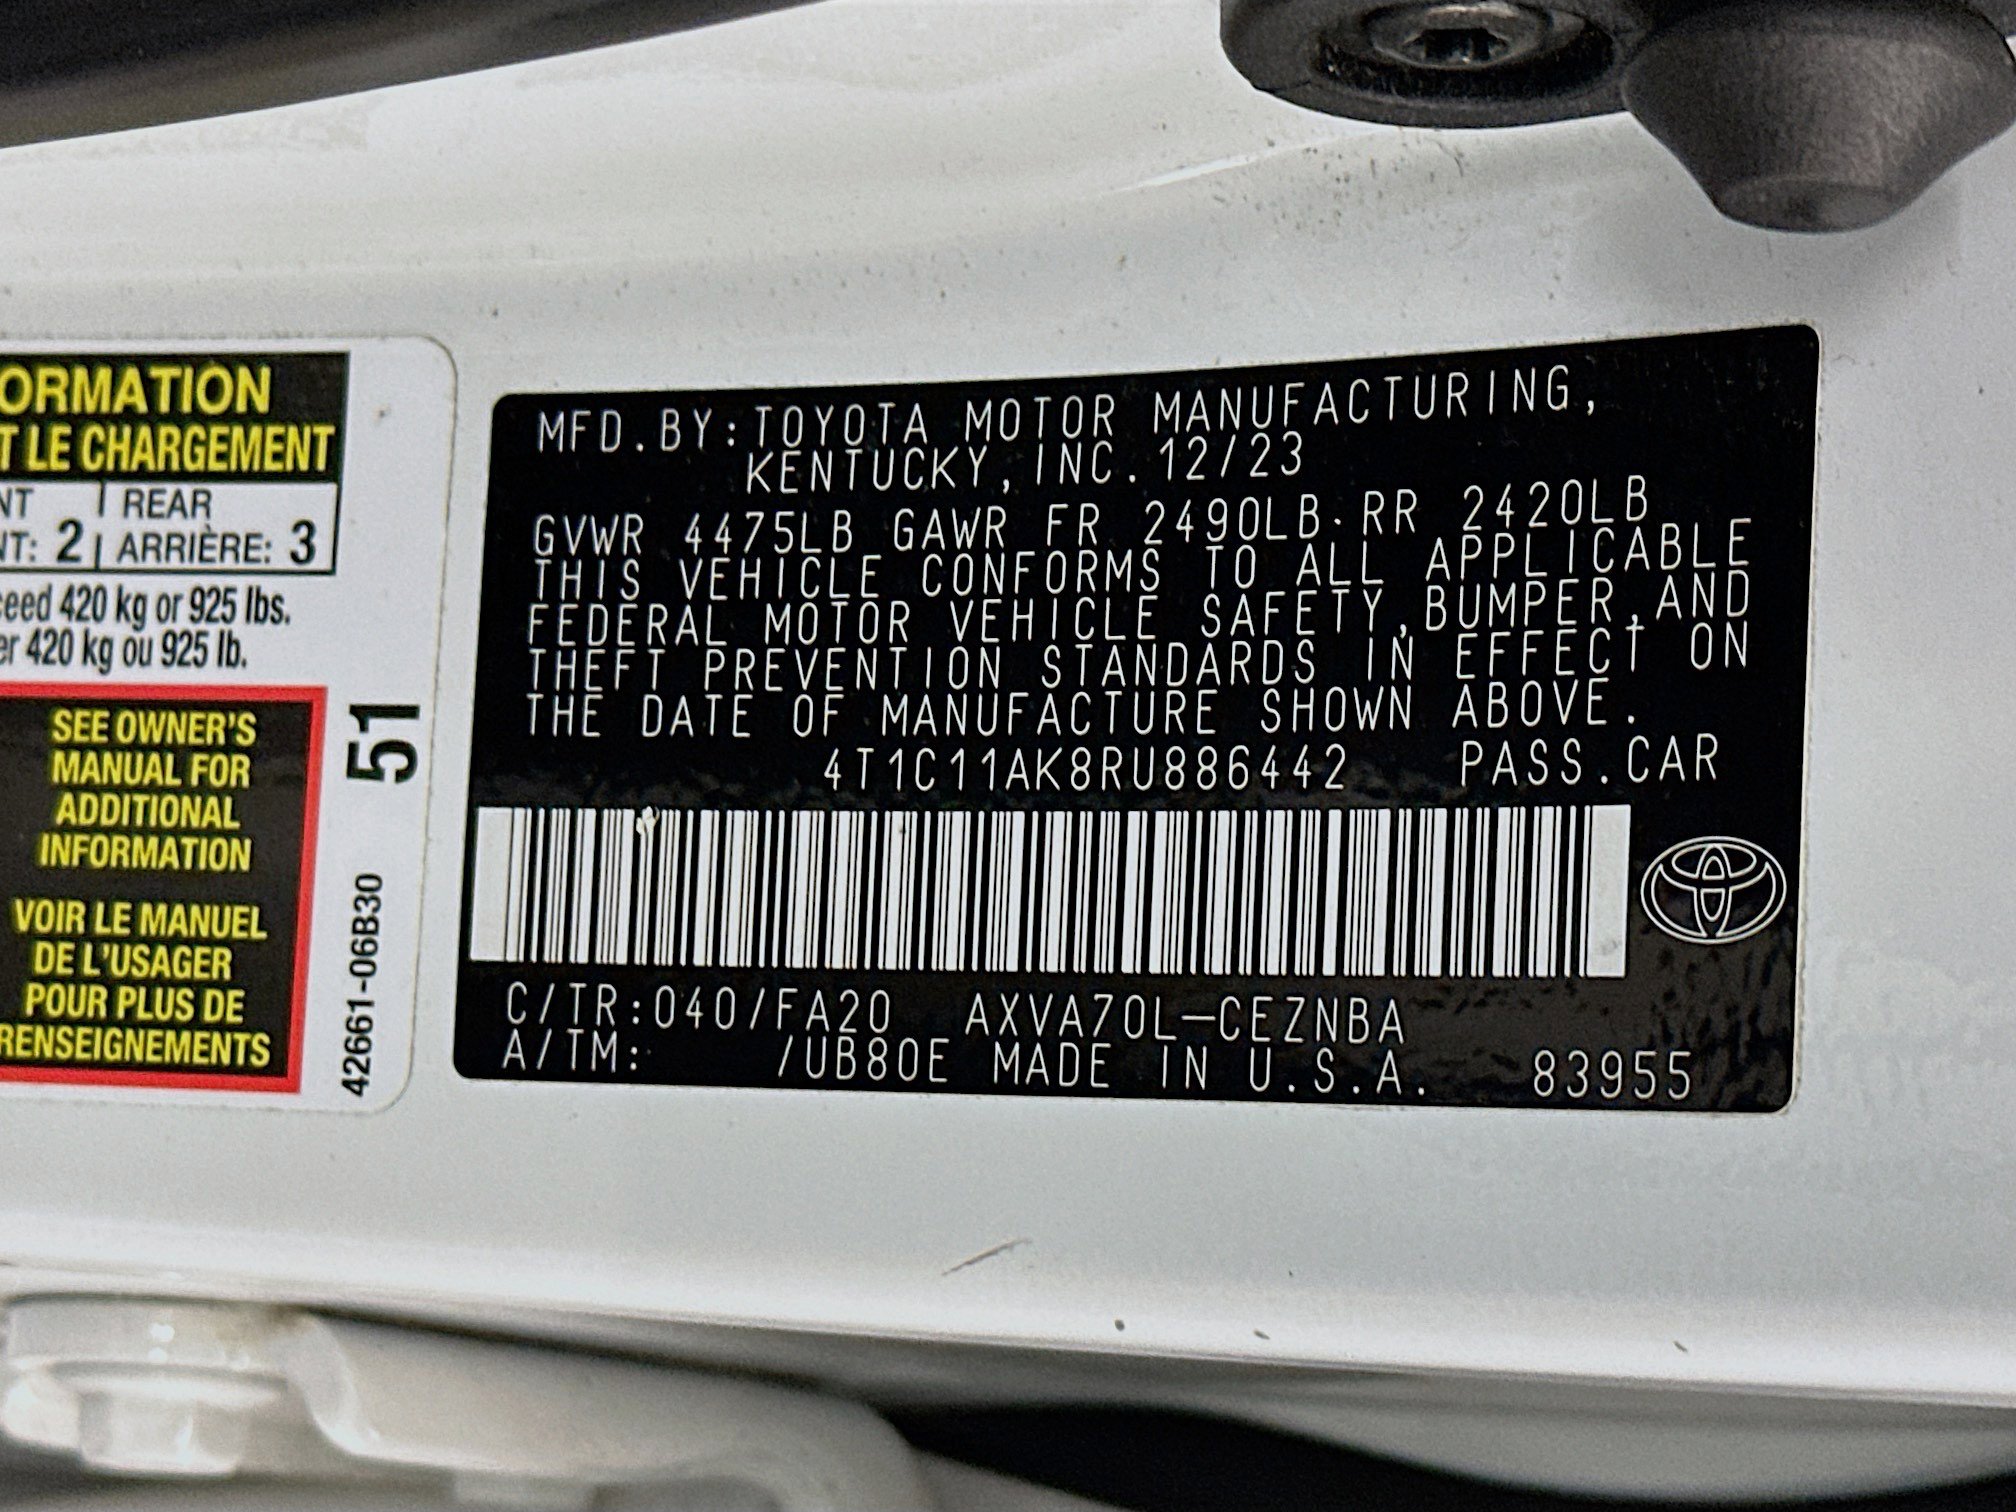 ORMATION
T LE CHARGEMENT
NT REAR
NT: 2 ARRIÈRE: 3
ceed 420 kg or 925 lbs.
er 420 kg ou 925 lb.
SEE OWNER'S
MANUAL FOR
ADDITIONAL
INFORMATION
VOIR LE MANUEL
DE L'USAGER
POUR PLUS DE
RENSEIGNEMENTS
51
42661-06B30
MFD.BY:TOYOTA MOTOR MANUFACTURING,
KENTUCKY,INC.12/23
GVWR 4475LB GAWR FR 2490LB·RR 2420LB
THIS VEHICLE CONFORMS TO ALL APPLICABLE
FEDERAL MOTOR VEHICLE SAFETY,BUMPER,AND
THEFT PREVENTION STANDARDS IN EFFECT ON
THE DATE OF MANUFACTURE SHOWN ABOVE.
4T1C11AK8RU886442 PASS.CAR
C/TR:040/FA20 AXVA70L-CEZNBA
A/TM: /UB80E MADE IN U.S.A. 83955